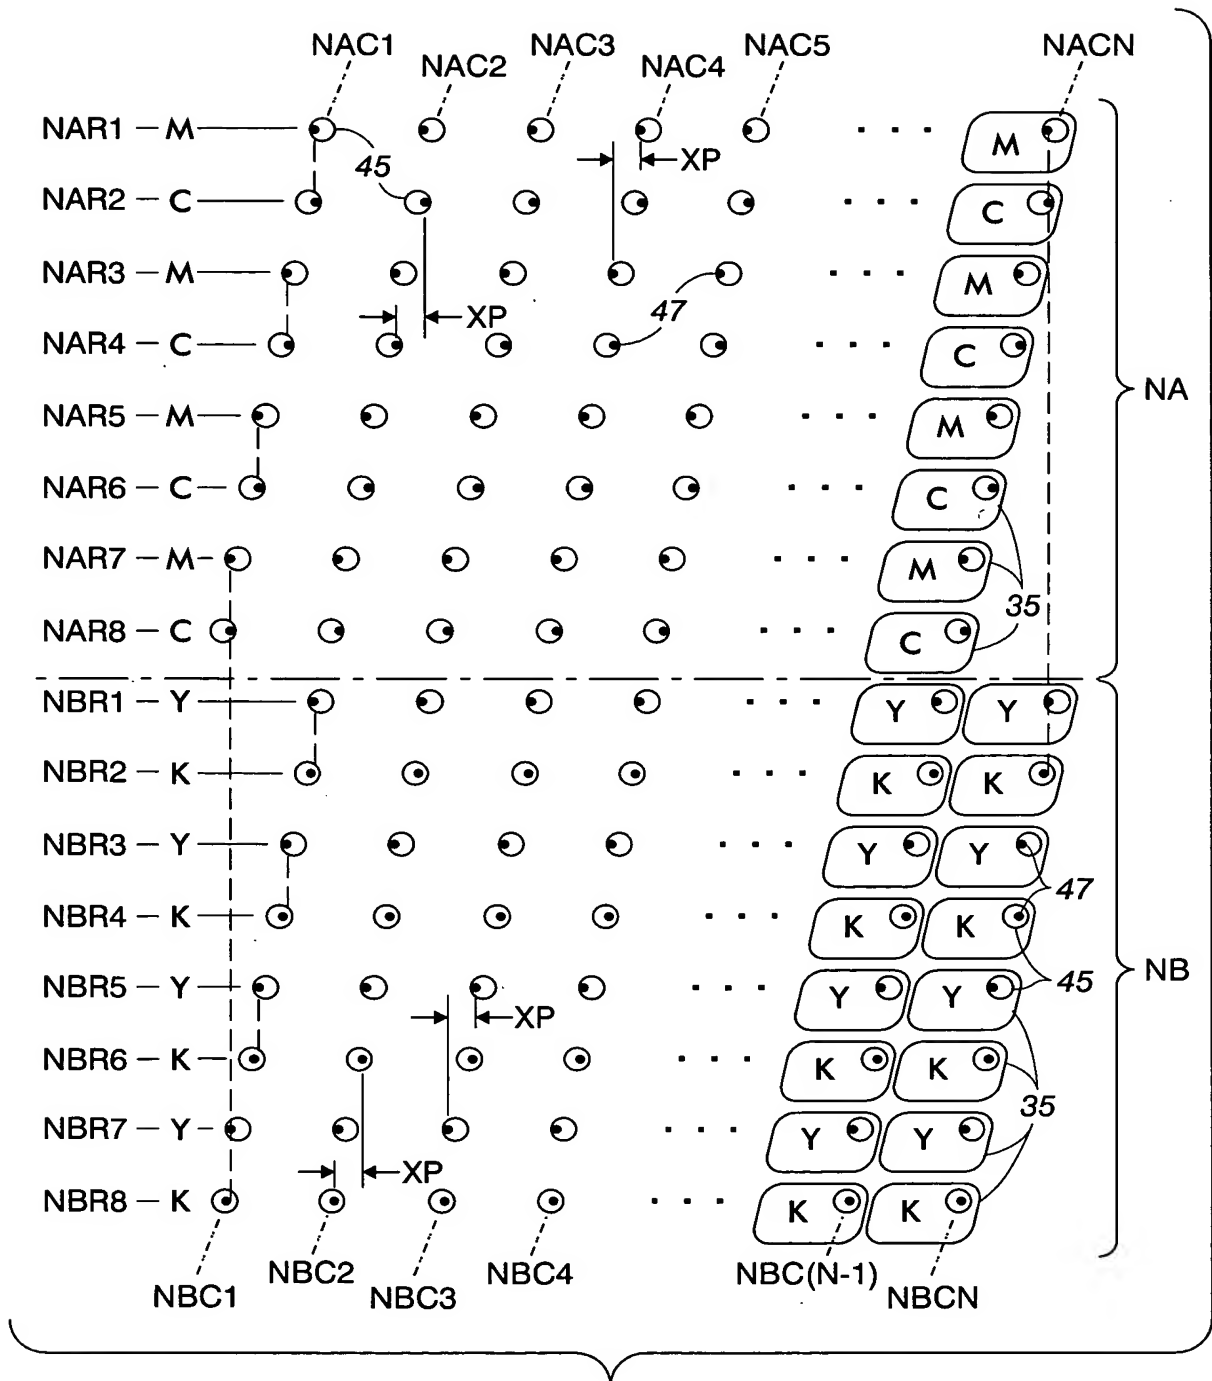 NAC1 NAC2 NAC3 NAC4 NAC5 NACN
NAR1 — M M
45 XP
NAR2 — C C
NAR3 — M M
XP 47
NAR4 — C C
NA
NAR5 — M M
NAR6 — C C
NAR7 — M M
35
NAR8 — C C
NBR1 — Y Y Y
NBR2 — K K K
NBR3 — Y Y Y
47
NBR4 — K K K
NB
45
NBR5 — Y Y Y
XP
NBR6 — K K K
35
NBR7 — Y Y Y
XP
NBR8 — K K K
NBC1 NBC2 NBC3 NBC4 NBC(N-1) NBCN